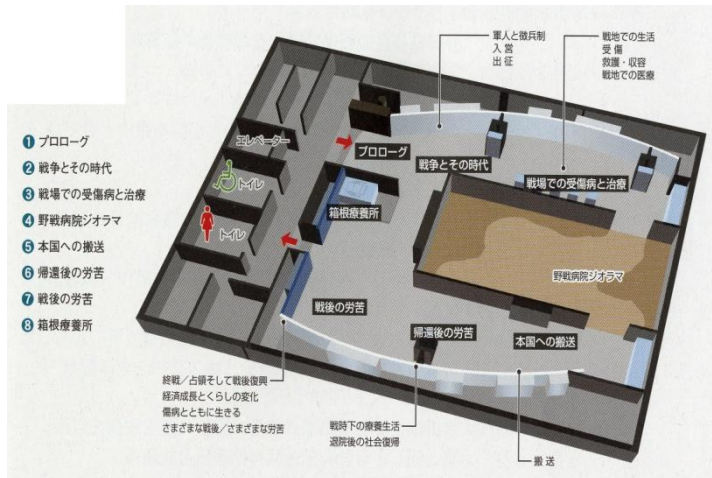 軍人と徴兵制
入 営
出 征
戦地での生活
受 傷
救護・収容
戦地での医療
1 プロローグ
2 戦争とその時代
3 戦場での受傷病と治療
4 野戦病院ジオラマ
5 本国への搬送
6 帰還後の労苦
7 戦後の労苦
8 箱根療養所
エレベーター
トイレ
トイレ
プロローグ
戦争とその時代
戦場での受傷病と治療
箱根療養所
野戦病院ジオラマ
戦後の労苦
帰還後の労苦
本国への搬送
終戦/占領そして戦後復興
経済成長とくらしの変化
傷病とともに生きる
さまざまな戦後/さまざまな労苦
戦時下の療養生活
退院後の社会復帰
搬 送